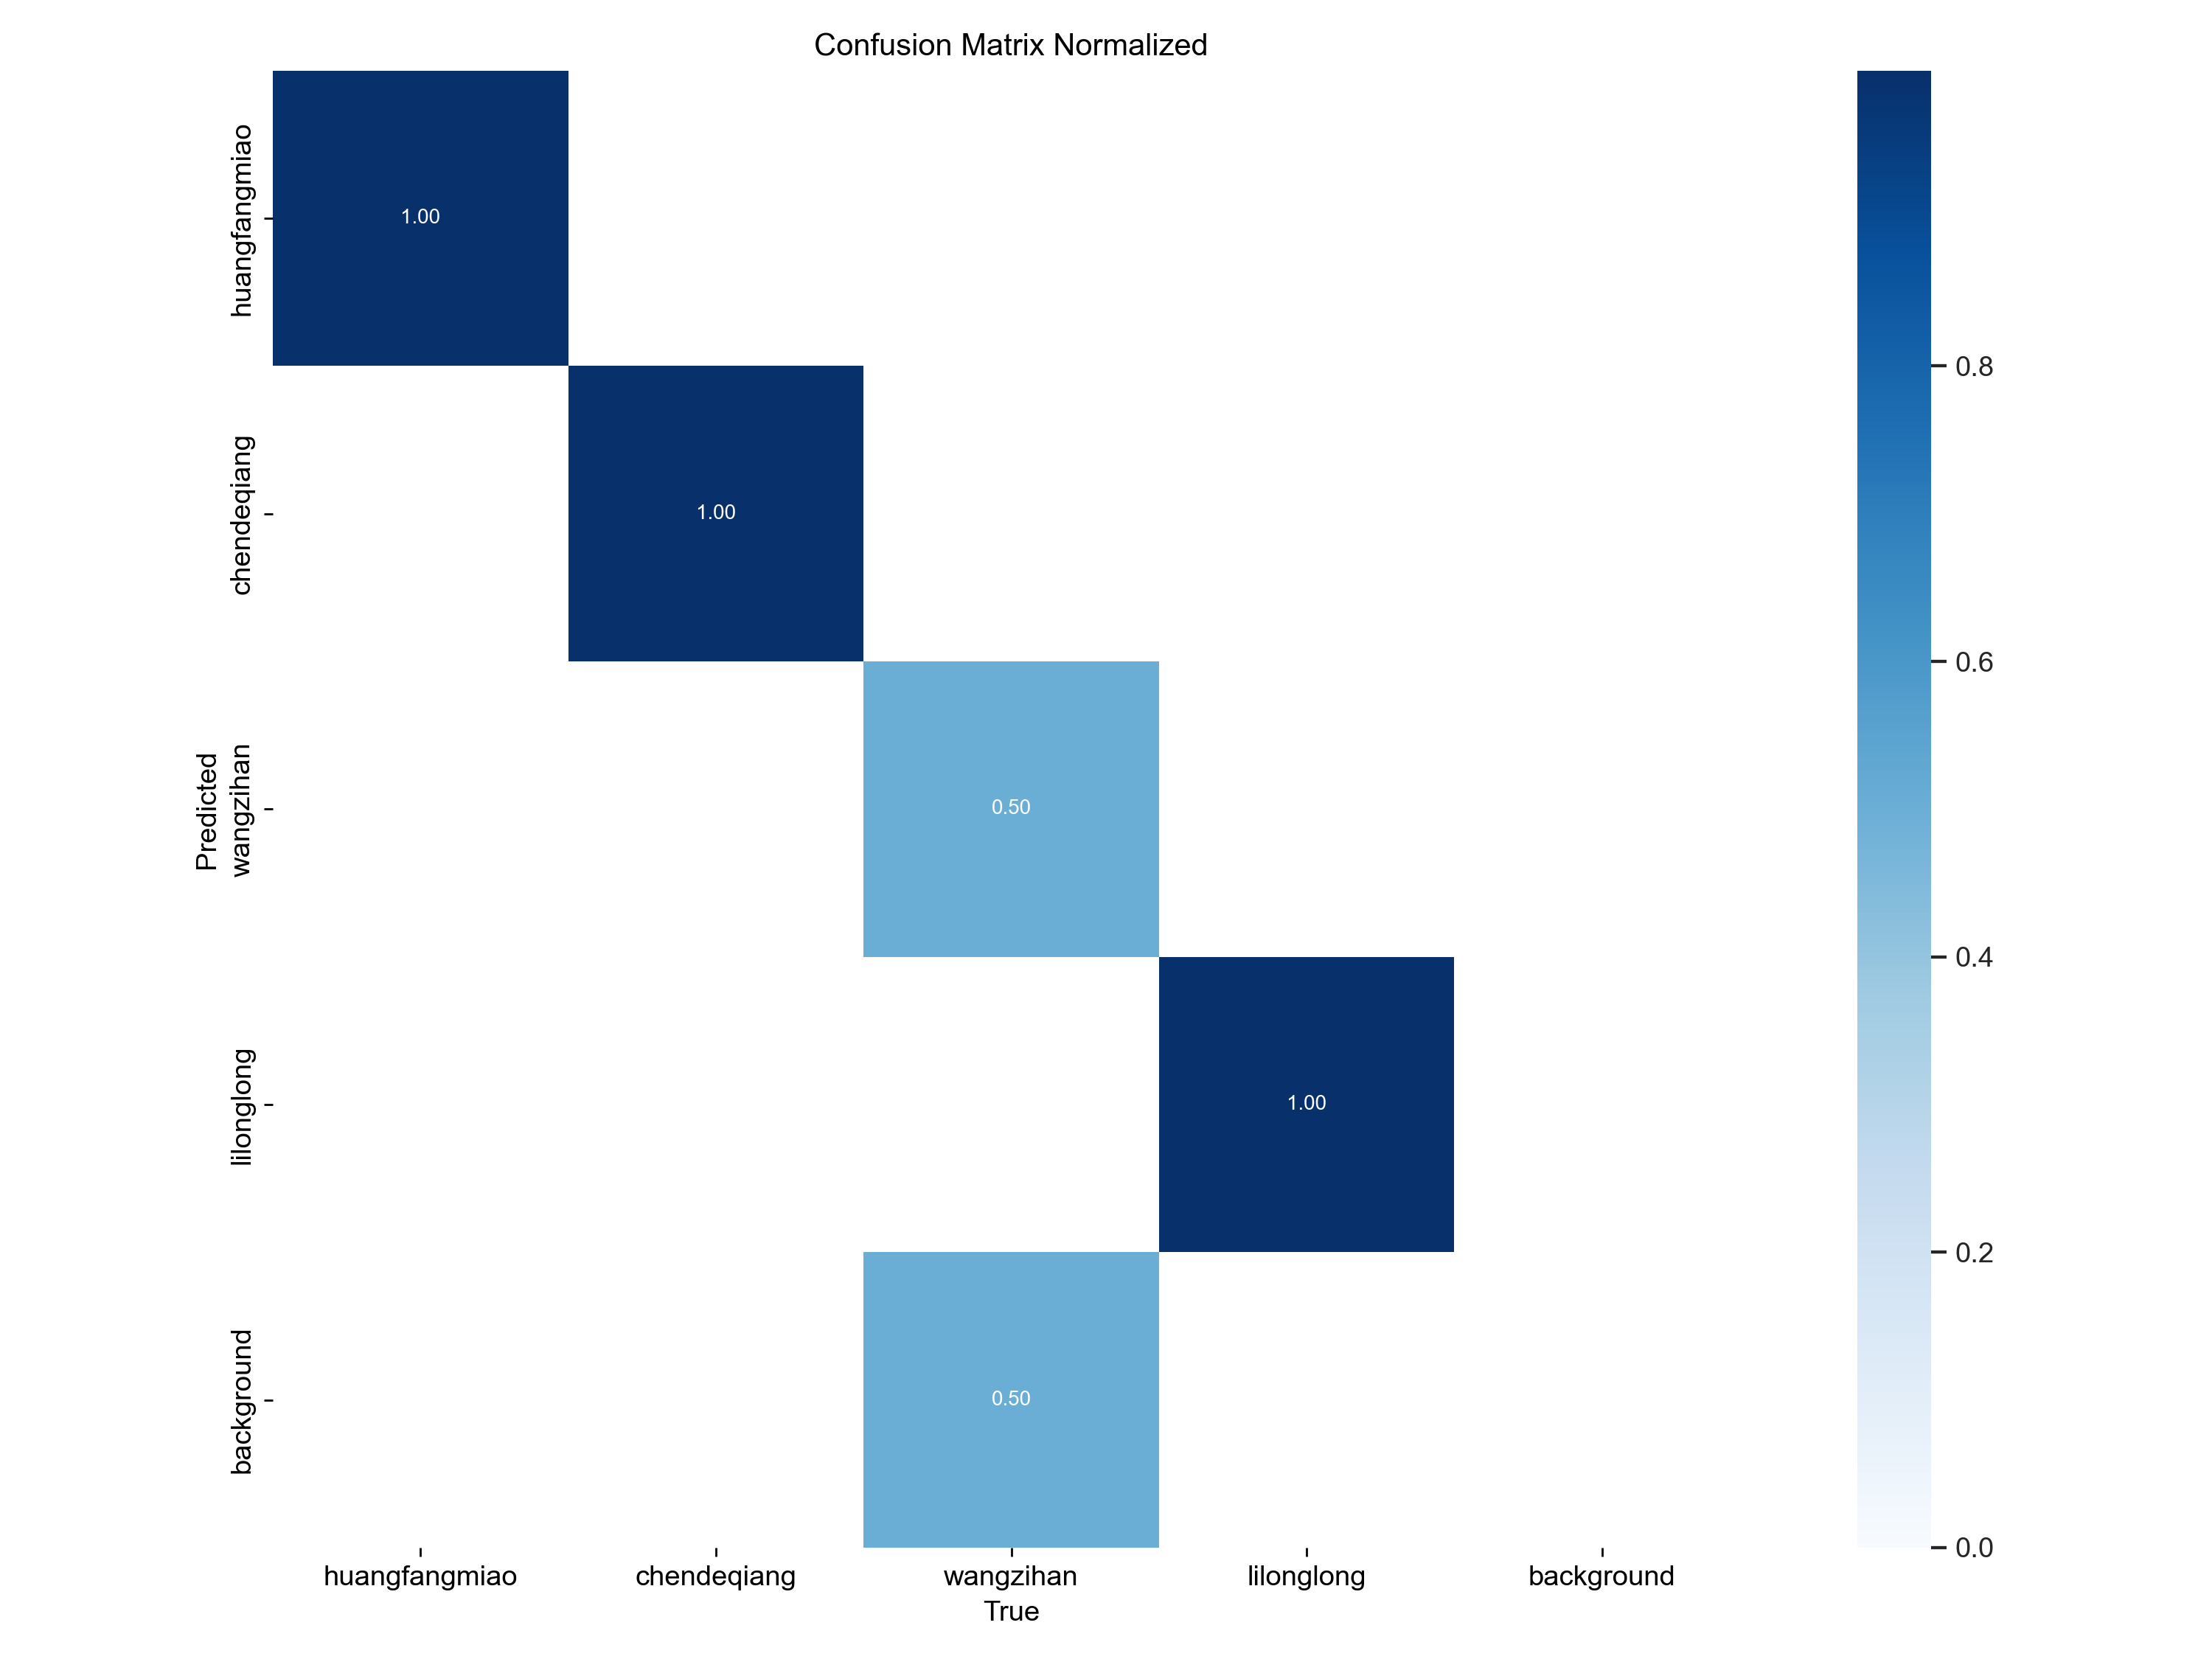 Confusion Matrix Normalized
huangfangmiao
1.00
0.8
chendeqiang
1.00
0.6
Predicted
wangzihan
0.50
0.4
lilonglong
1.00
0.2
background
0.50
0.0
huangfangmiao chendeqiang wangzihan lilonglong background
True